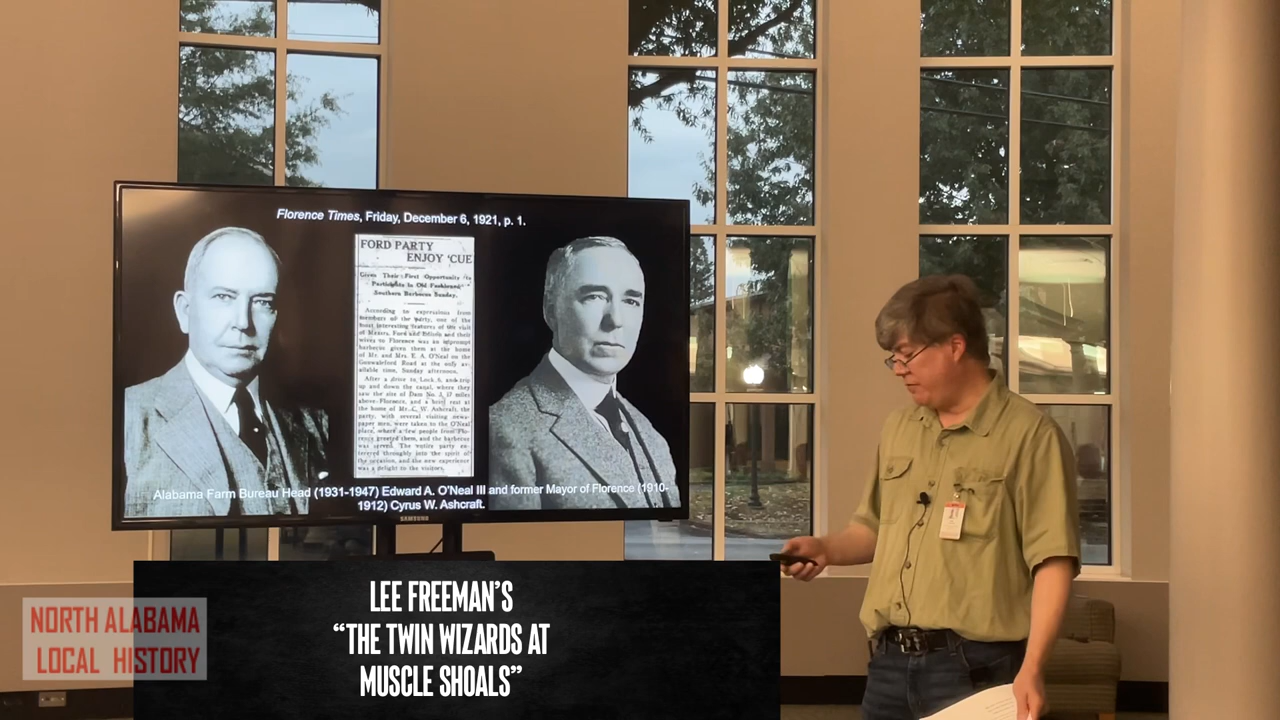 Florence Times, Friday, December 6, 1921, p. 1.
FORD PARTY
ENJOY 'CUE
Given Their First Opportunity to
Participate in Old Fashioned
Southern Barbecue Sunday.
According to expressions from
members of the party, one of the
most interesting features of the visit
of Messrs. Ford and Edison and their
wives to Florence was an impromptu
barbecue given them at the home
of Mr. and Mrs. E. A. O'Neal on the
Gunwaleford Road at the only av-
ailable time, Sunday afternoon.
After a drive to Lock 6, and trip
up and down the canal, where they
saw the site of Dam No. 3, 17 miles
above Florence, and a brief rest at
the home of Mr. C. W. Ashcraft, the
party, with several visiting news-
paper men, were taken to the O'Neal
place, where a few people from Flo-
rence greeted them, and the barbecue
was served. The entire party en-
tered throughly into the spirit of
the occasion, and the new experience
was a delight to the visitors.
Alabama Farm Bureau Head (1931-1947) Edward A. O'Neal III and former Mayor of Florence (1910-
1912) Cyrus W. Ashcraft.
SAMSUNG
LEE FREEMAN'S
"THE TWIN WIZARDS AT
MUSCLE SHOALS"
NORTH ALABAMA
LOCAL HISTORY